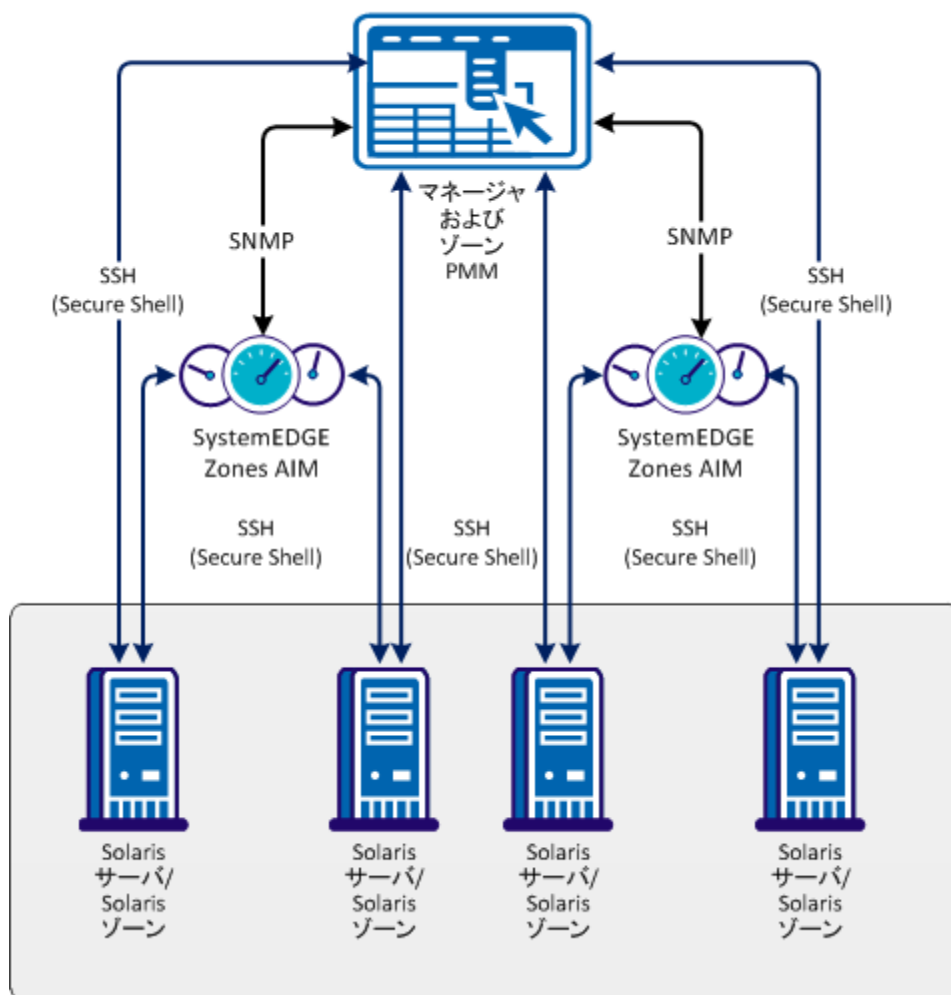 マネージャ
および
ゾーン
PMM
SNMP
SNMP
SSH
(Secure Shell)
SSH
(Secure Shell)
SystemEDGE
Zones AIM
SystemEDGE
Zones AIM
SSH
(Secure Shell)
SSH
(Secure Shell)
SSH
(Secure Shell)
Solaris
サーバ/
Solaris
ゾーン
Solaris
サーバ/
Solaris
ゾーン
Solaris
サーバ/
Solaris
ゾーン
Solaris
サーバ/
Solaris
ゾーン